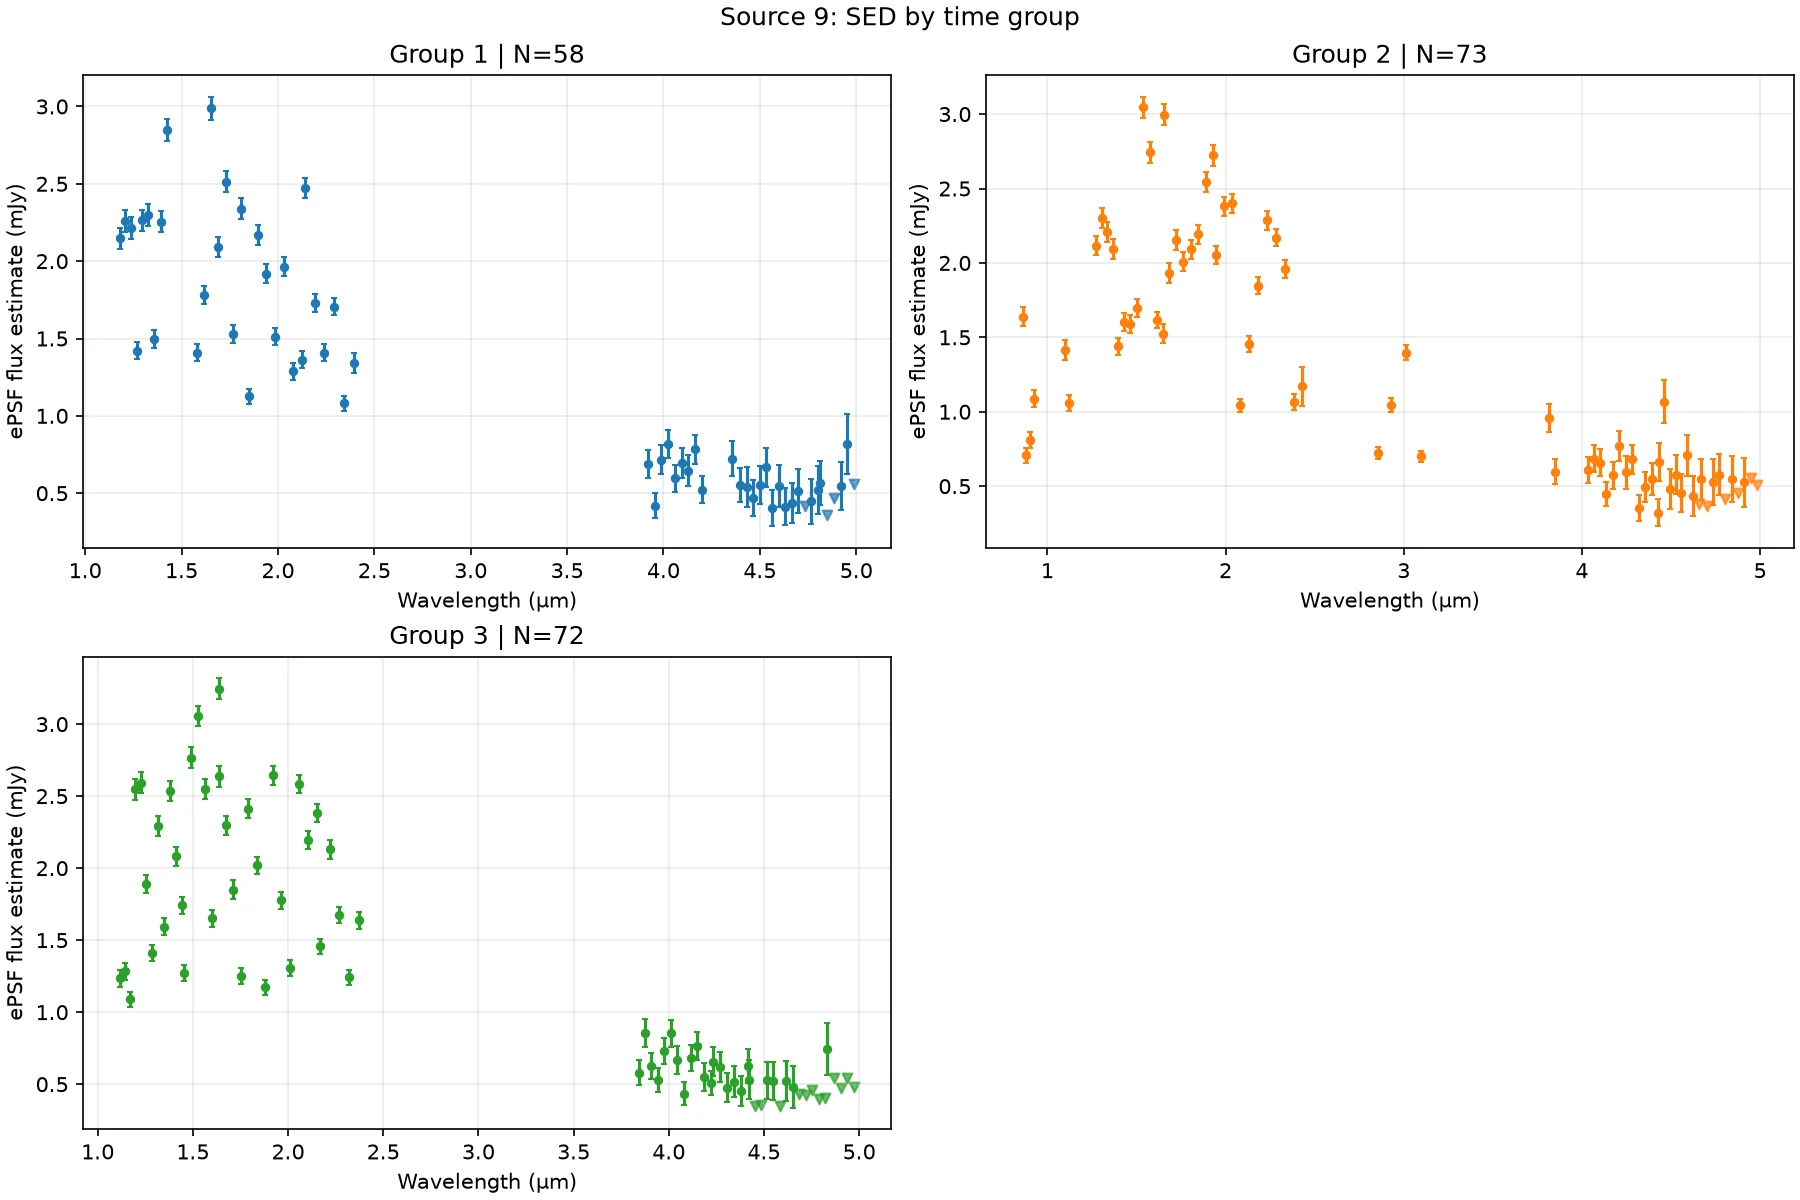 Source 9: SED by time group
Group 1 | N=58
ePSF flux estimate (mJy)
3.0
2.5
2.0
1.5
1.0
0.5
1.0 1.5 2.0 2.5 3.0 3.5 4.0 4.5 5.0
Wavelength (µm)
Group 2 | N=73
ePSF flux estimate (mJy)
3.0
2.5
2.0
1.5
1.0
0.5
1 2 3 4 5
Wavelength (µm)
Group 3 | N=72
ePSF flux estimate (mJy)
3.0
2.5
2.0
1.5
1.0
0.5
1.0 1.5 2.0 2.5 3.0 3.5 4.0 4.5 5.0
Wavelength (µm)